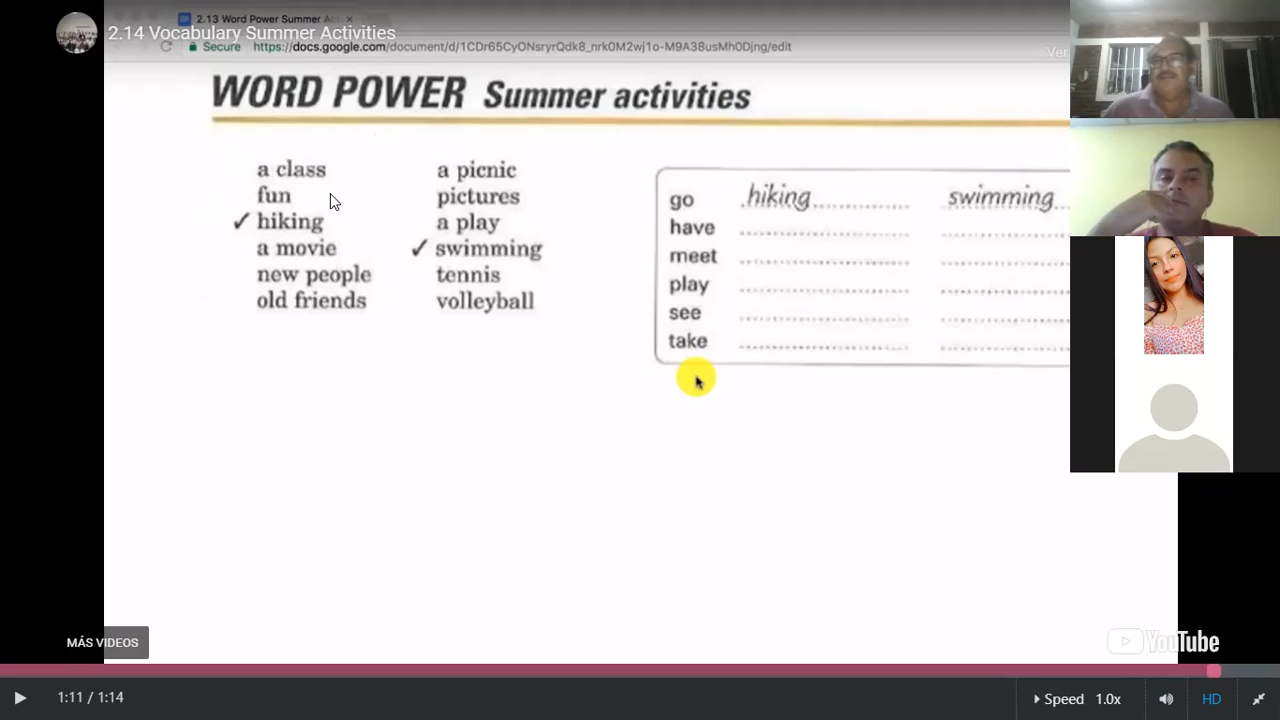 2.13 Word Power Summer
2.14 Vocabulary Summer Activities
Secure https://docs.google.com/document/d/1CDr65CyONsryrQdk8_nrk0M2wj1o-M9A38usMh0Djng/edit
WORD POWER Summer activities
a class
fun
✓ hiking
a movie
new people
old friends
a picnic
pictures
a play
✓ swimming
tennis
volleyball
go hiking swimming
have
meet
play
see
take
MÁS VIDEOS
YouTube
1:11 / 1:14
Speed 1.0x
HD